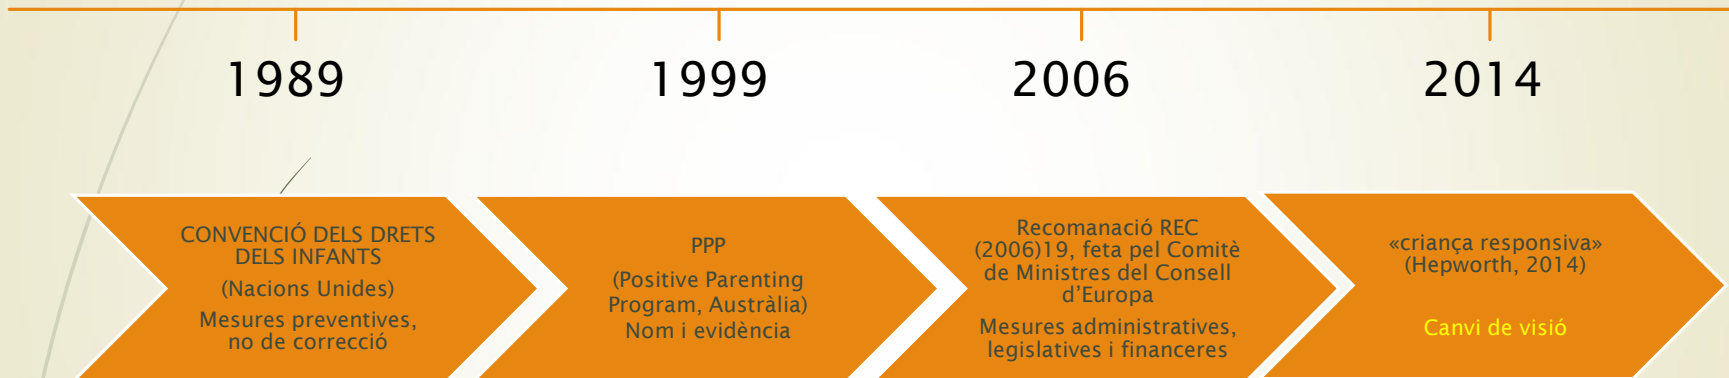 1989
1999
2006
2014
CONVENCIÓ DELS DRETS
DELS INFANTS
(Nacions Unides)
Mesures preventives,
no de correcció
PPP
(Positive Parenting
Program, Austràlia)
Nom i evidència
Recomanació REC
(2006)19, feta pel Comitè
de Ministres del Consell
d’Europa
Mesures administratives,
legislatives i financeres
«criança responsiva»
(Hepworth, 2014)
Canvi de visió